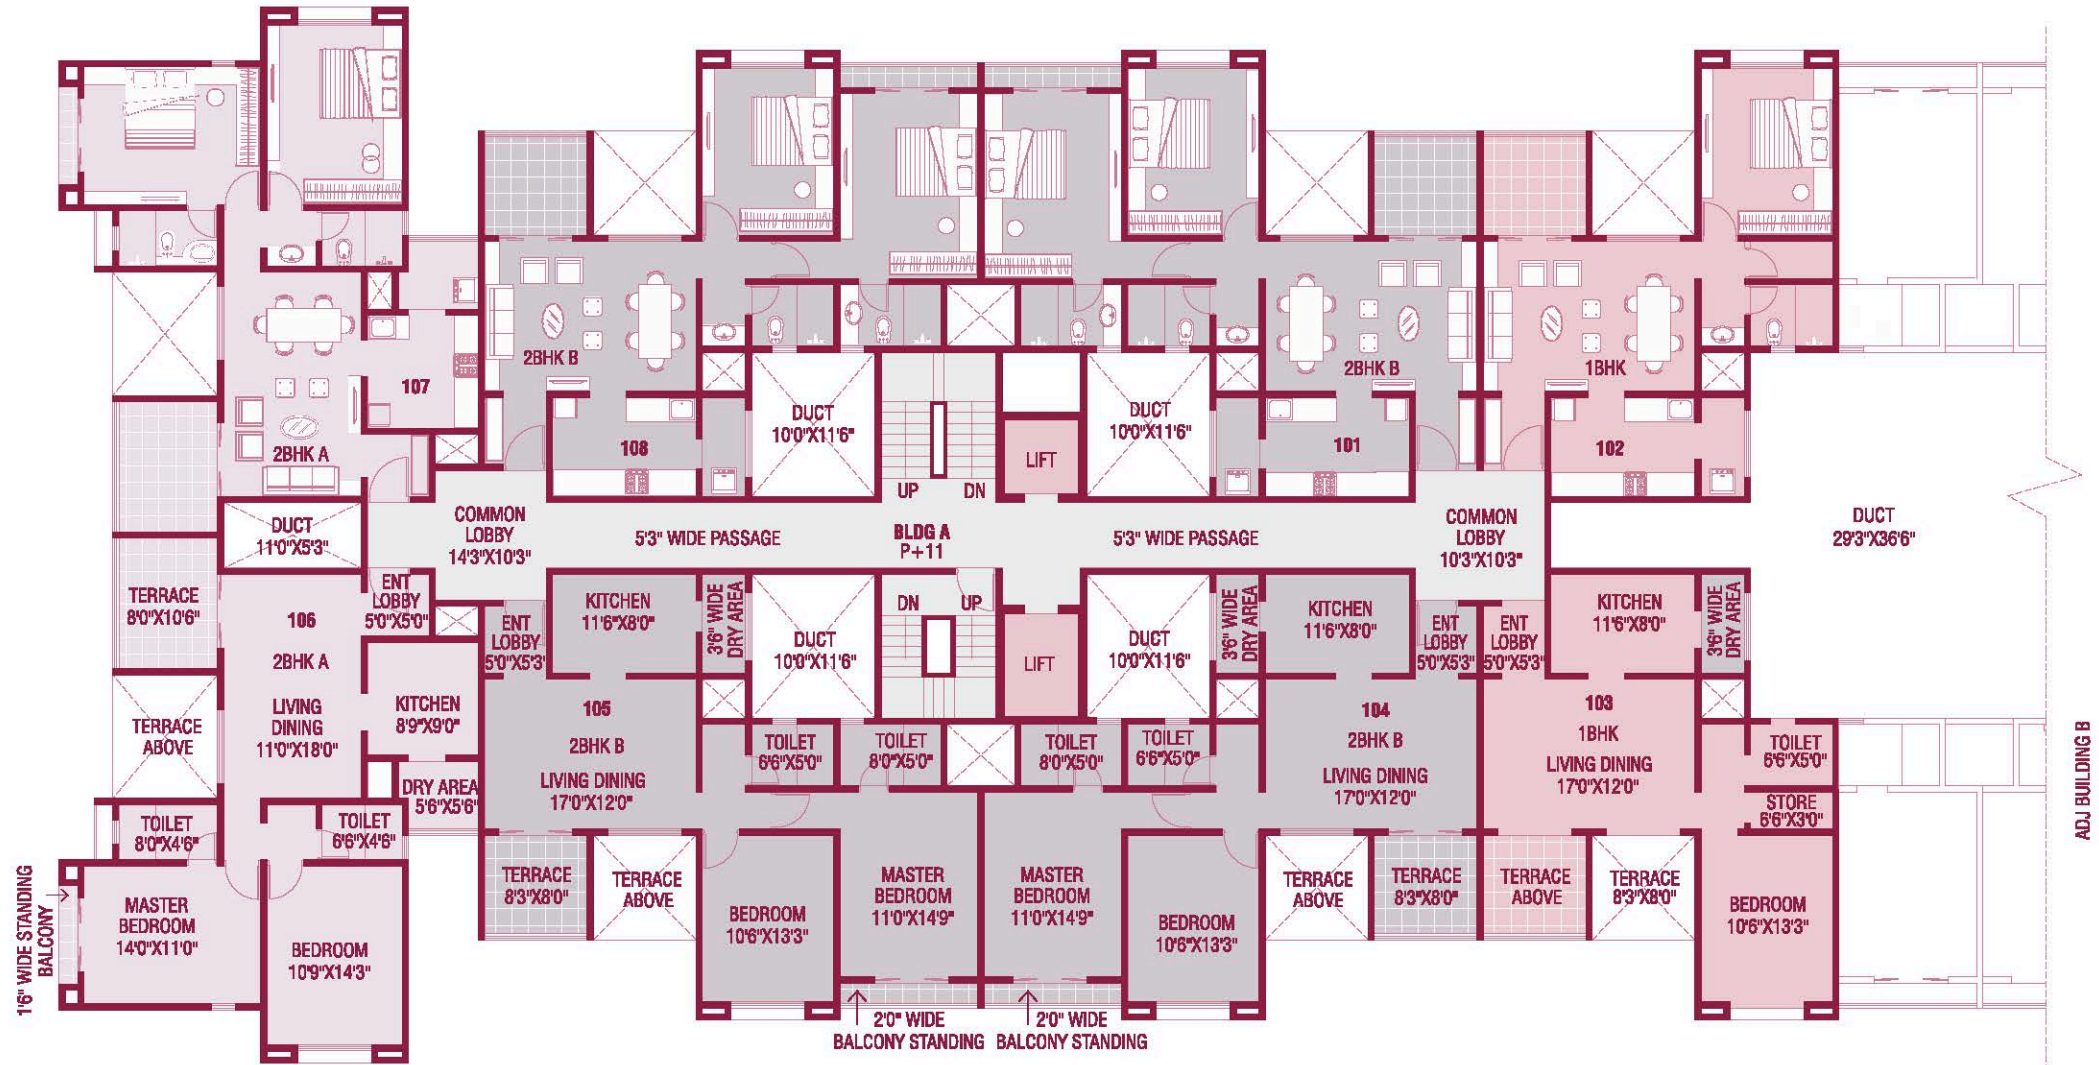 2BHK B
2BHK B
1BHK
107
108
101
102
2BHK A
DUCT
10'0"X11'6"
DUCT
10'0"X11'6"
LIFT
UP
DN
DUCT
11'0"X5'3"
COMMON
LOBBY
14'3"X10'3"
5'3" WIDE PASSAGE
BLDG A
P+11
5'3" WIDE PASSAGE
COMMON
LOBBY
10'3"X10'3"
DUCT
29'3"X36'6"
TERRACE
8'0"X10'6"
106
2BHK A
LIVING
DINING
11'0"X18'0"
ENT
LOBBY
5'0"X5'0"
ENT
LOBBY
5'0"X5'3"
KITCHEN
11'6"X8'0"
3'6" WIDE
DRY AREA
DUCT
10'0"X11'6"
DN
UP
LIFT
DUCT
10'0"X11'6"
3'6" WIDE
DRY AREA
KITCHEN
11'6"X8'0"
ENT
LOBBY
5'0"X5'3"
ENT
LOBBY
5'0"X5'3"
KITCHEN
11'6"X8'0"
3'6" WIDE
DRY AREA
TERRACE
ABOVE
KITCHEN
8'9"X9'0"
DRY AREA
5'6"X5'6"
105
2BHK B
LIVING DINING
17'0"X12'0"
TOILET
6'6"X5'0"
TOILET
8'0"X5'0"
TOILET
8'0"X5'0"
TOILET
6'6"X5'0"
104
2BHK B
LIVING DINING
17'0"X12'0"
103
1BHK
LIVING DINING
17'0"X12'0"
TOILET
6'6"X5'0"
STORE
6'6"X3'0"
ADJ BUILDING B
TOILET
8'0"X4'6"
TOILET
6'6"X4'6"
1'6" WIDE STANDING
BALCONY
MASTER
BEDROOM
14'0"X11'0"
BEDROOM
10'9"X14'3"
TERRACE
8'3"X8'0"
TERRACE
ABOVE
BEDROOM
10'6"X13'3"
MASTER
BEDROOM
11'0"X14'9"
MASTER
BEDROOM
11'0"X14'9"
BEDROOM
10'6"X13'3"
TERRACE
ABOVE
TERRACE
8'3"X8'0"
TERRACE
ABOVE
TERRACE
8'3"X8'0"
BEDROOM
10'6"X13'3"
2'0" WIDE
BALCONY STANDING
2'0" WIDE
BALCONY STANDING